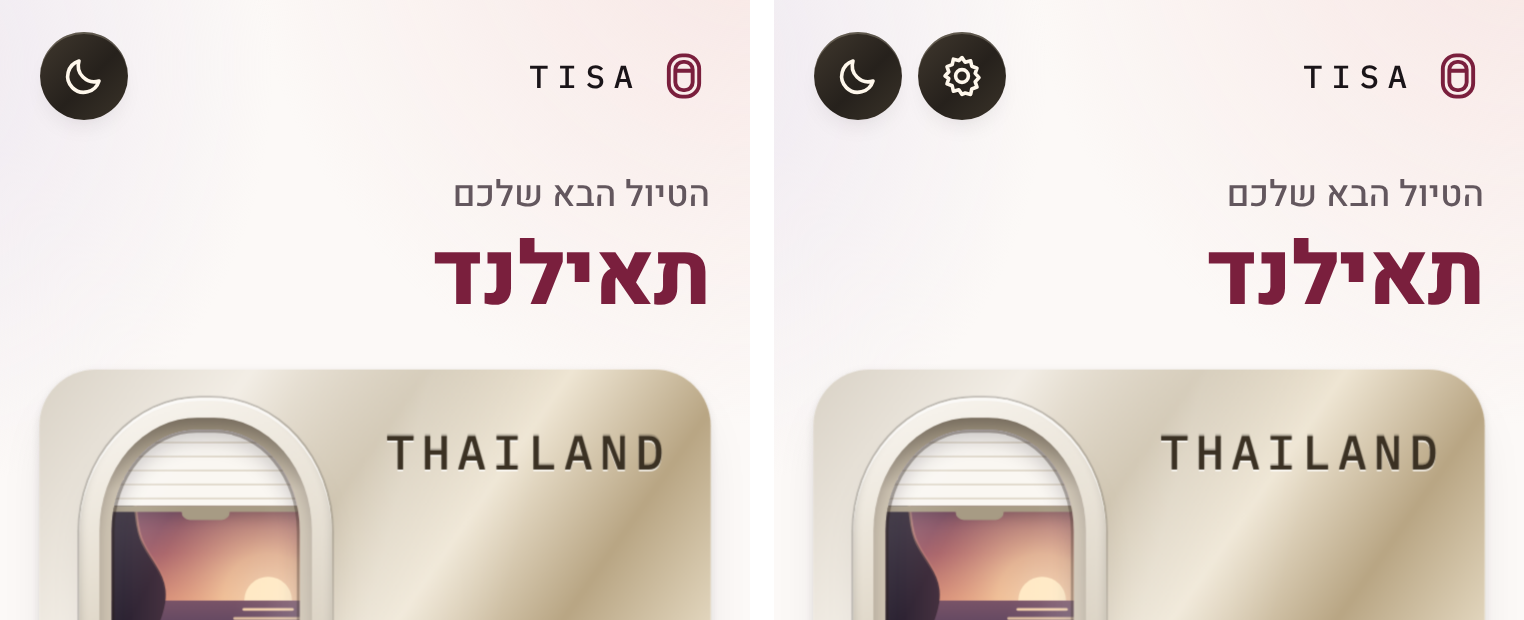 TISA
הטיול הבא שלכם
תאילנד
THAILAND
TISA
הטיול הבא שלכם
תאילנד
THAILAND